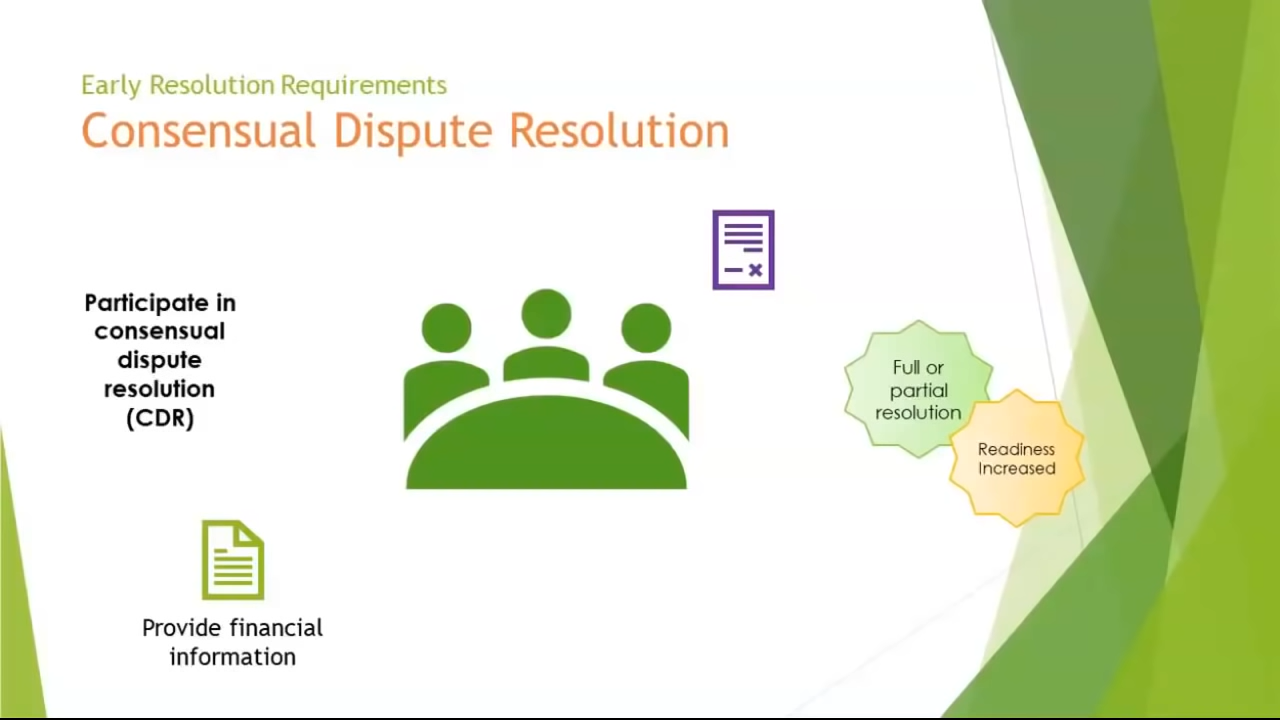 Early Resolution Requirements
Consensual Dispute Resolution
Participate in
consensual
dispute
resolution
(CDR)
Full or
partial
resolution
Readiness
Increased
Provide financial
information